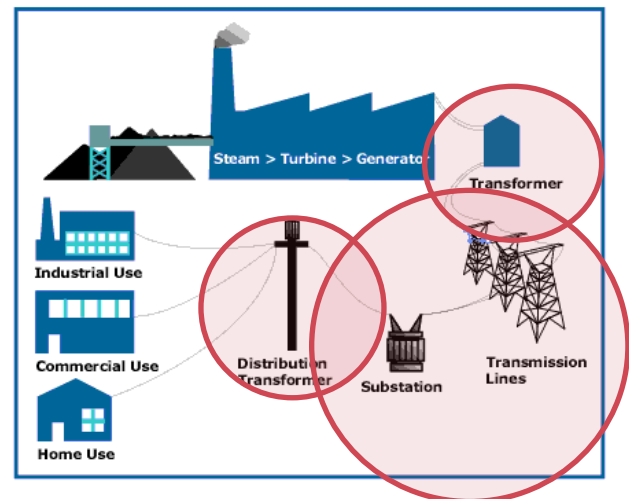 Steam > Turbine > Generator
Transformer
Industrial Use
Commercial Use
Distribution
Transformer
Substation
Transmission
Lines
Home Use